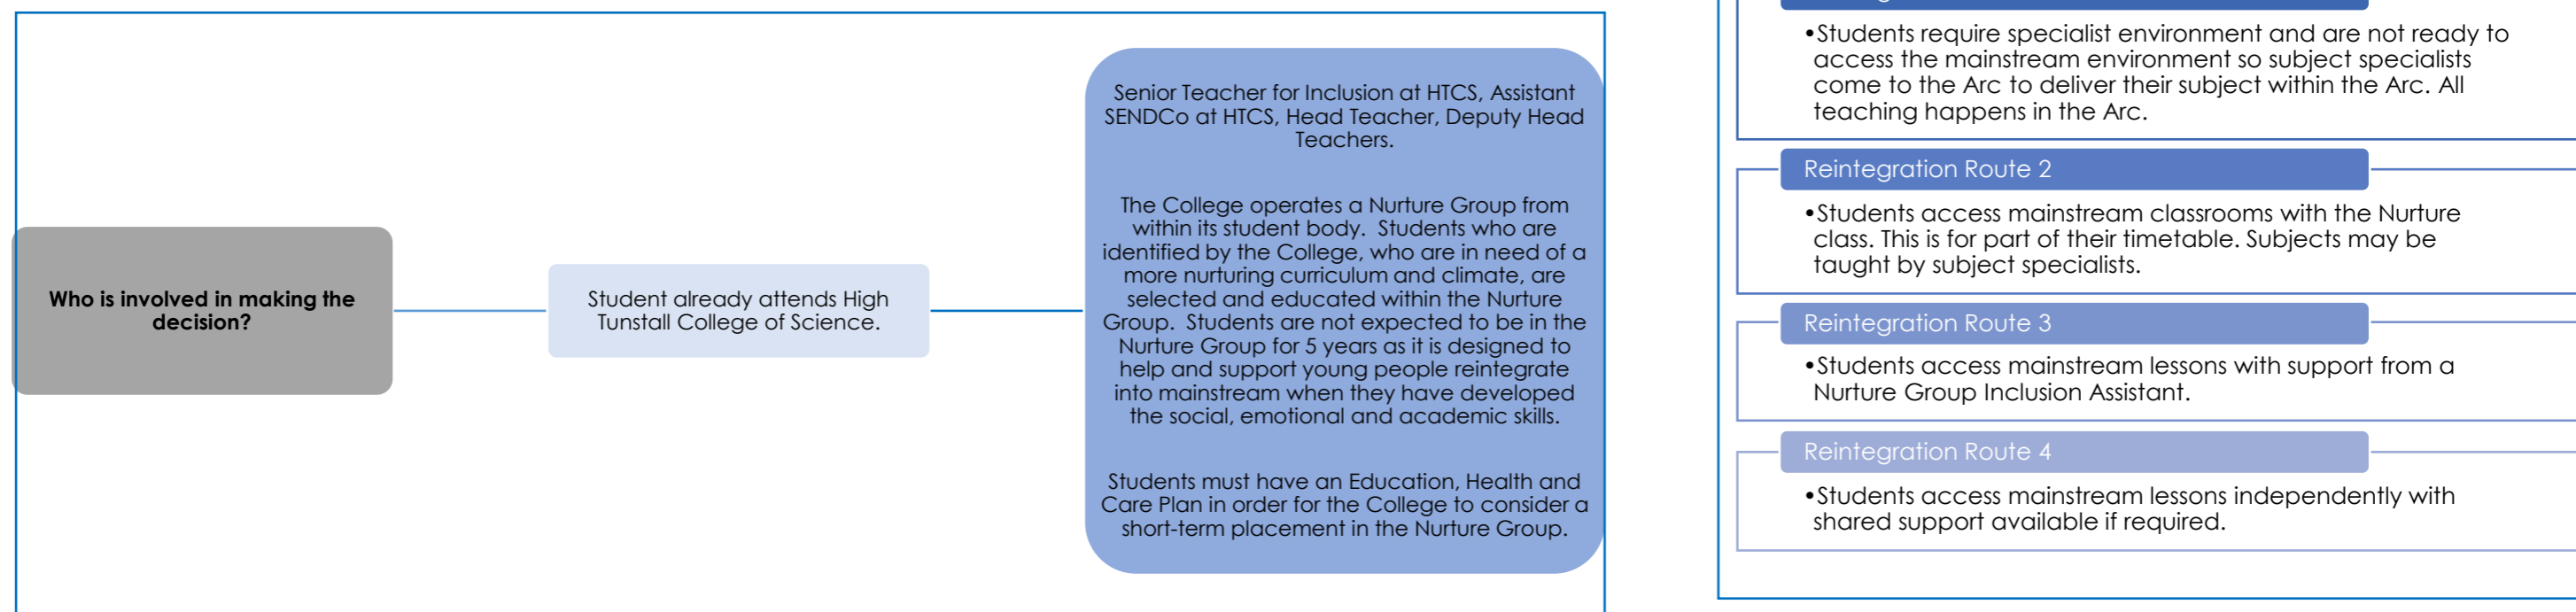 Who is involved in making the
decision?
Student already attends High
Tunstall College of Science.
Senior Teacher for Inclusion at HTCS, Assistant
SENDCo at HTCS, Head Teacher, Deputy Head
Teachers.
The College operates a Nurture Group from
within its student body.  Students who are
identified by the College, who are in need of a
more nurturing curriculum and climate, are
selected and educated within the Nurture
Group.  Students are not expected to be in the
Nurture Group for 5 years as it is designed to
help and support young people reintegrate
into mainstream when they have developed
the social, emotional and academic skills.
Students must have an Education, Health and
Care Plan in order for the College to consider a
short-term placement in the Nurture Group.
•Students require specialist environment and are not ready to
access the mainstream environment so subject specialists
come to the Arc to deliver their subject within the Arc. All
teaching happens in the Arc.
Reintegration Route 2
•Students access mainstream classrooms with the Nurture
class. This is for part of their timetable. Subjects may be
taught by subject specialists.
Reintegration Route 3
•Students access mainstream lessons with support from a
Nurture Group Inclusion Assistant.
Reintegration Route 4
•Students access mainstream lessons independently with
shared support available if required.